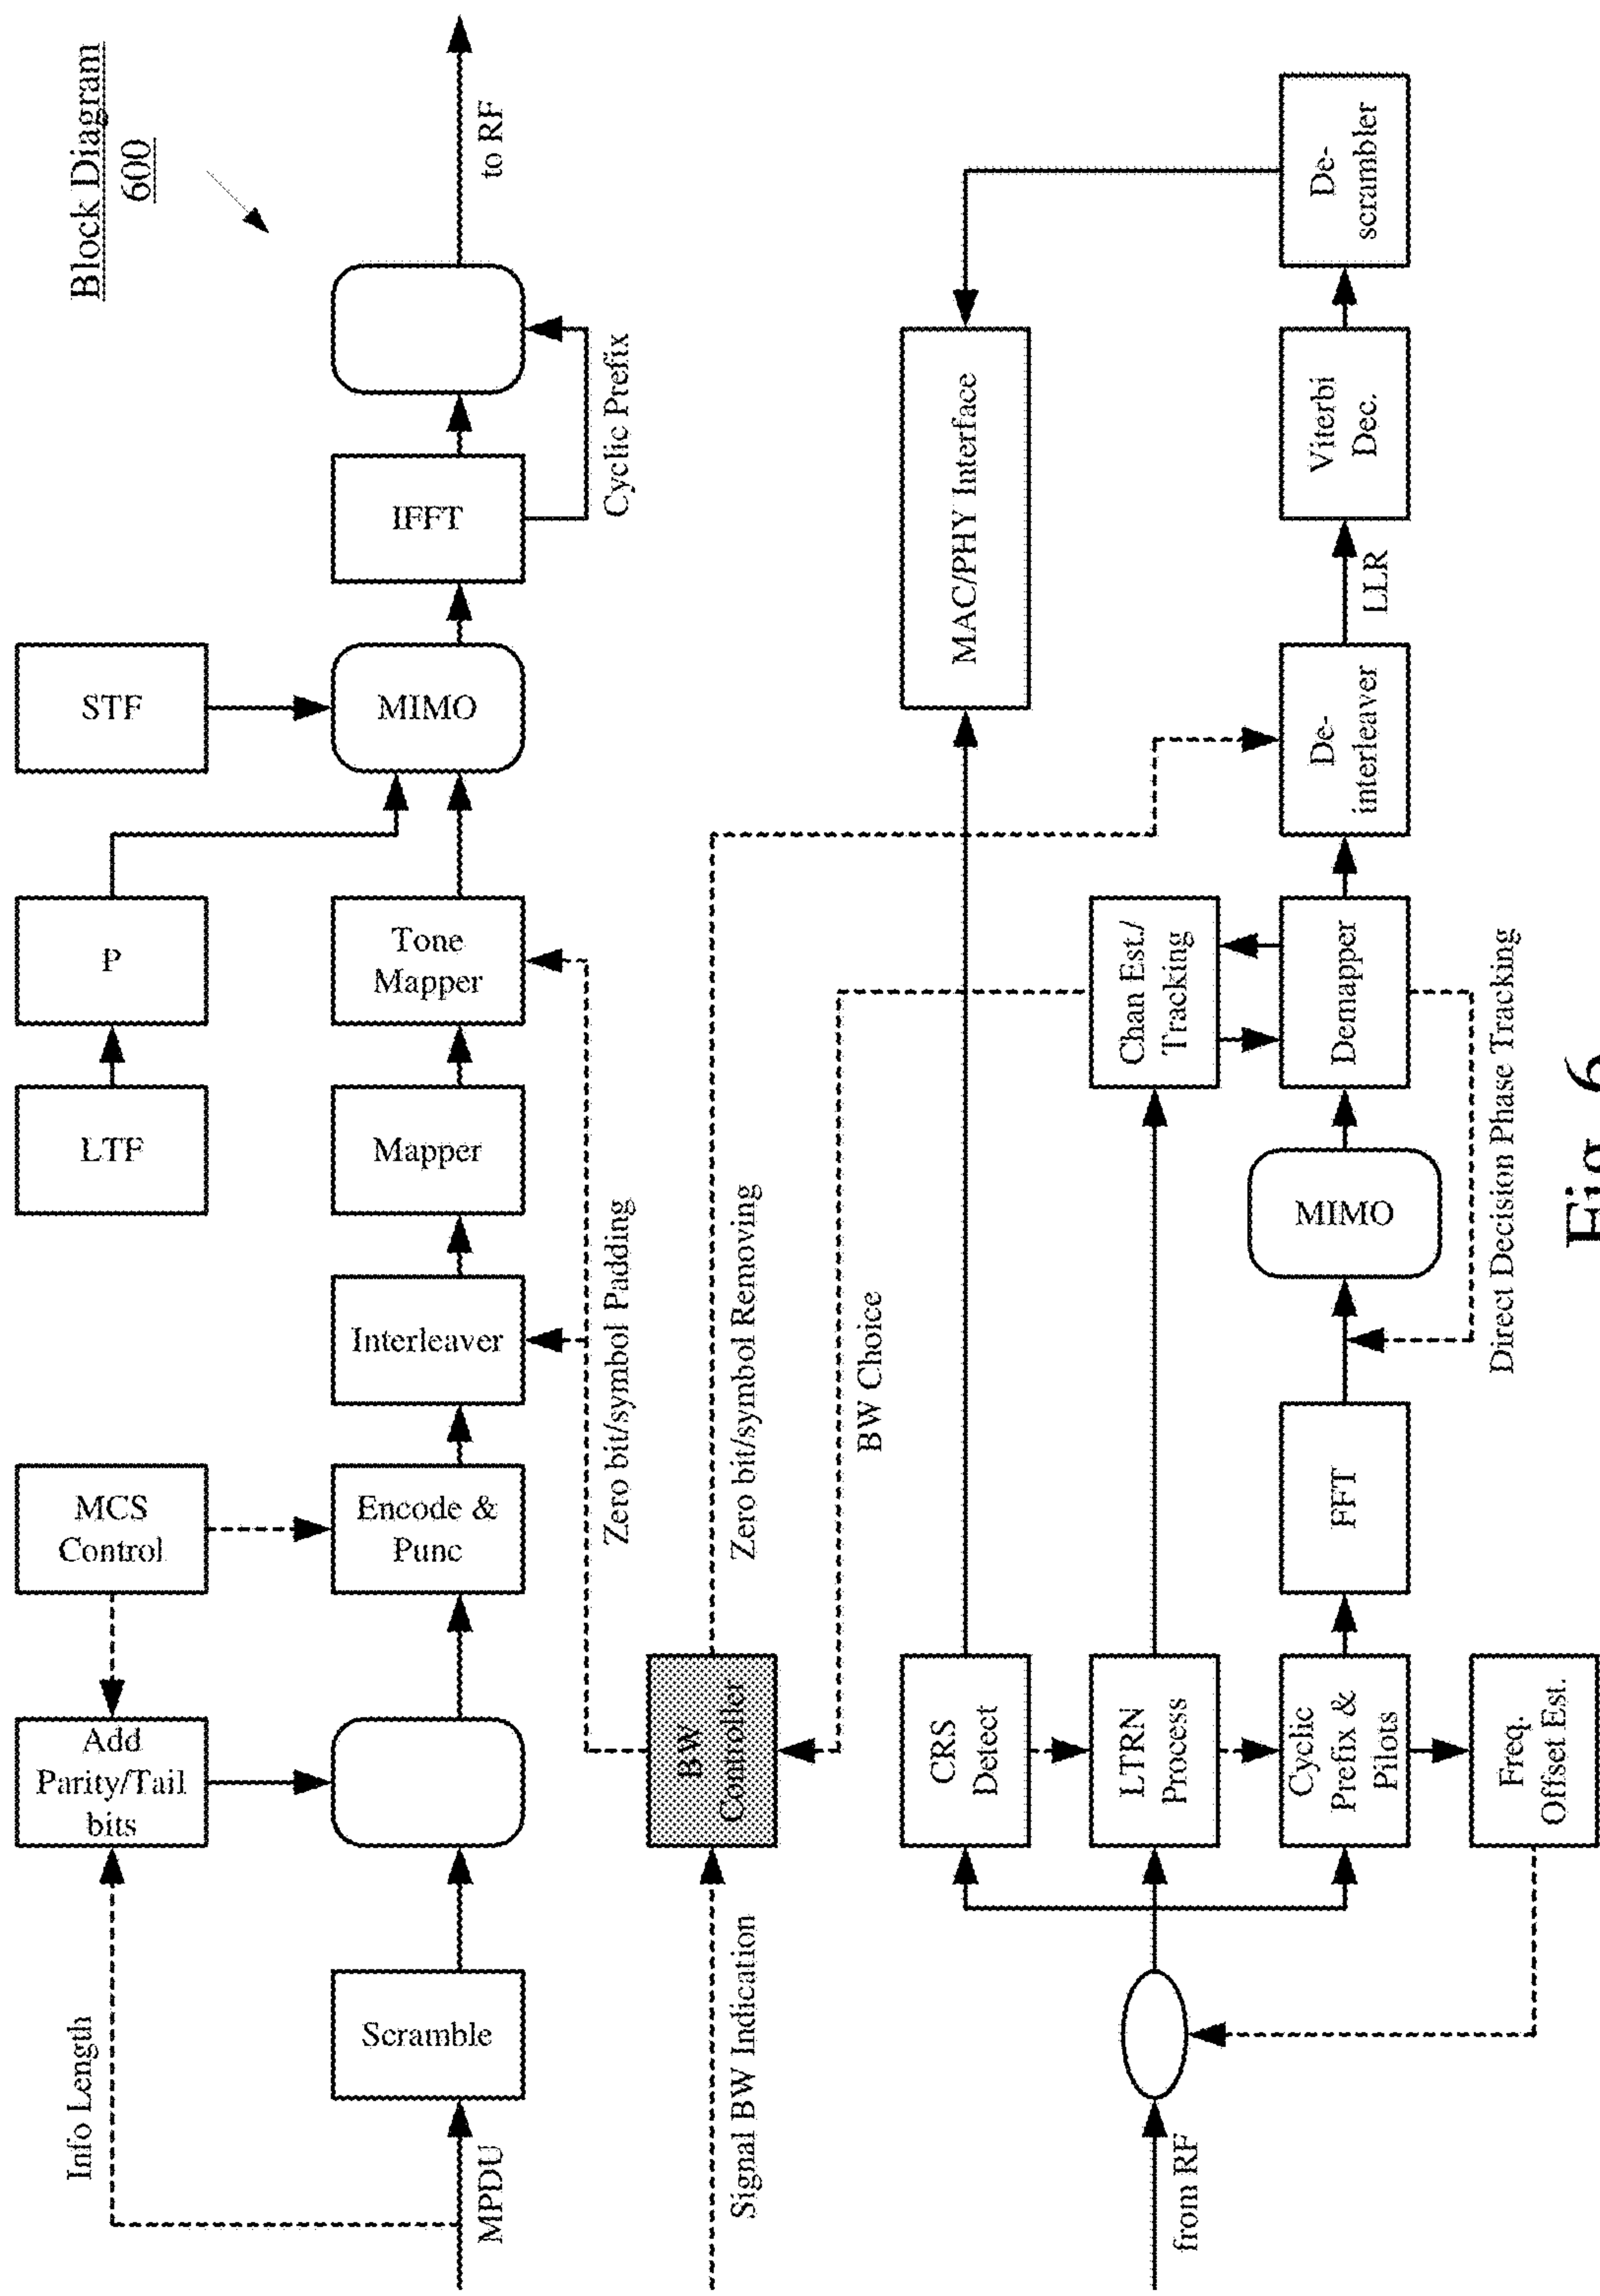 Block Diagram
600
STF
P
LTF
MCS
Control
Add
Parity/Tail
bits
Info Length
to RF
IFFT
Cyclic Prefix
MIMO
Tone
Mapper
Mapper
Interleaver
Encode &
Punc
Scramble
MPDU
Zero bit/symbol Padding
Zero bit/symbol Removing
BW
Controller
Signal BW Indication
BW Choice
MAC/PHY Interface
CRS
Detect
Chan Est./
Tracking
LTRN
Process
from RF
De-
scrambler
Viterbi
Dec.
LLR
De-
interleaver
Demapper
MIMO
FFT
Cyclic
Prefix &
Pilots
Direct Decision Phase Tracking
Freq.
Offset Est.
Fig. 6